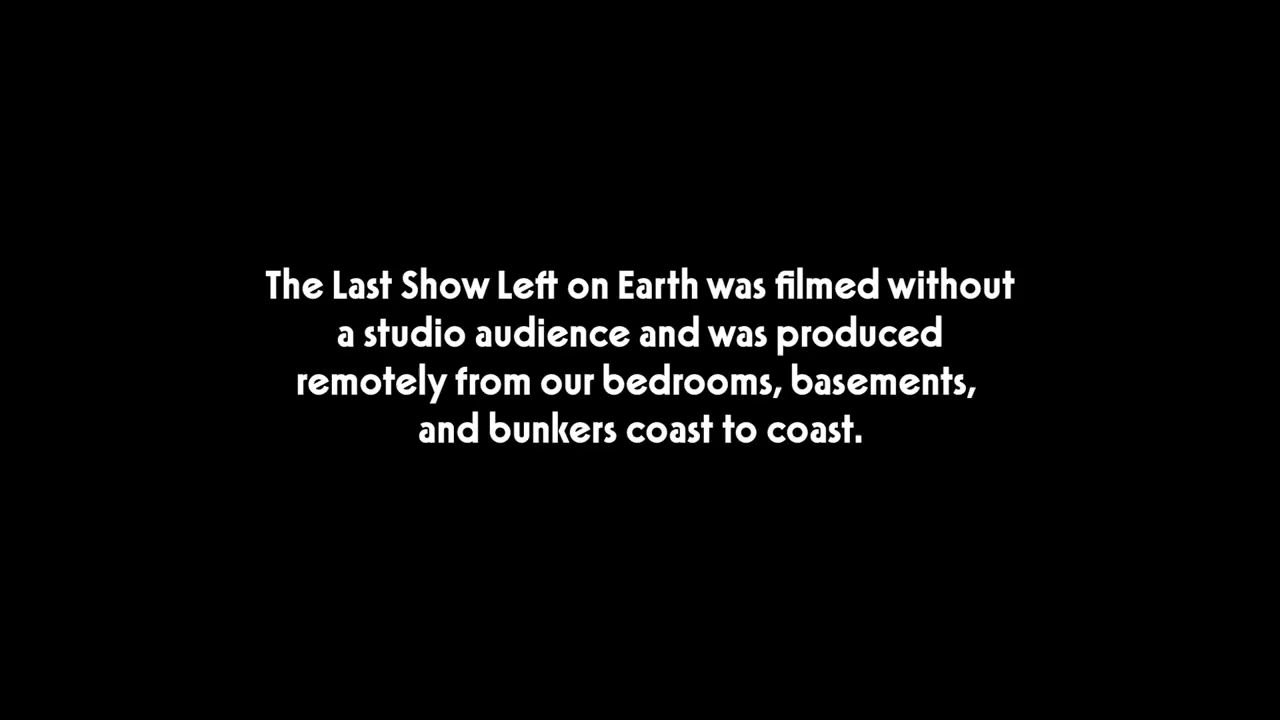 The Last Show Left on Earth was filmed without
a studio audience and was produced
remotely from our bedrooms, basements,
and bunkers coast to coast.